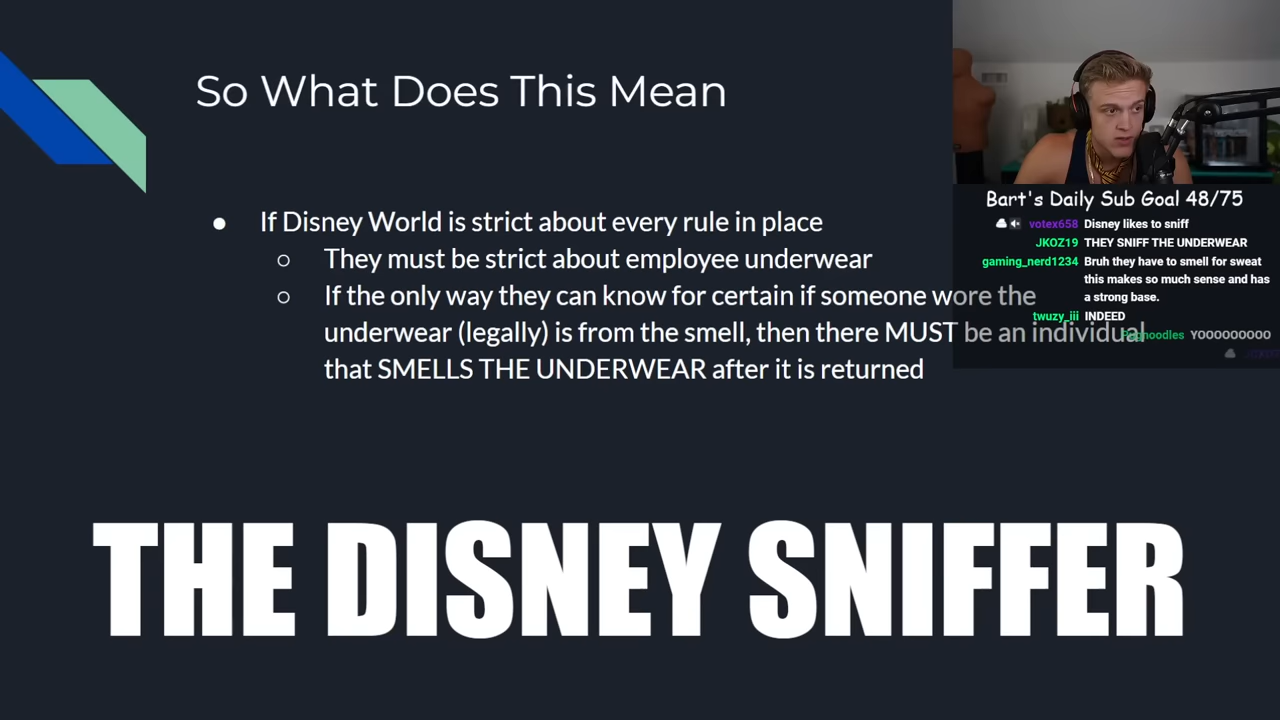 So What Does This Mean
If Disney World is strict about every rule in place
They must be strict about employee underwear
If the only way they can know for certain if someone wore the
underwear (legally) is from the smell, then there MUST be an individual
that SMELLS THE UNDERWEAR after it is returned
THE DISNEY SNIFFER
Bart's Daily Sub Goal 48/75
votex658 Disney likes to sniff
JKOZ19 THEY SNIFF THE UNDERWEAR
gaming_nerd1234 Bruh they have to smell for sweat
this makes so much sense and has
a strong base.
twuzy_iii INDEED
YOOOOOOOOO